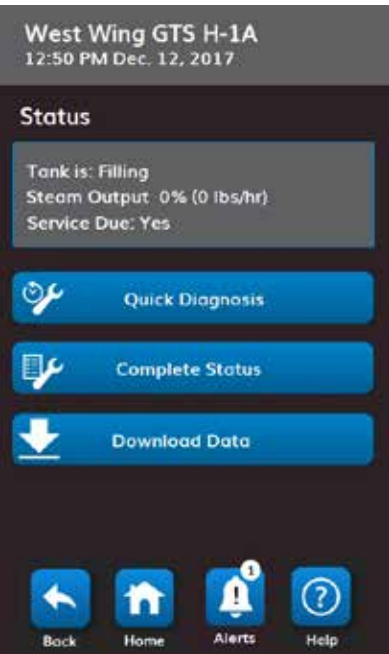 West Wing GTS H-1A
12:50 PM Dec. 12, 2017
Status
Tank is: Filling
Steam Output 0% (0 lbs/hr)
Service Due: Yes
Quick Diagnosis
Complete Status
Download Data
1
Back
Home
Alerts
Help